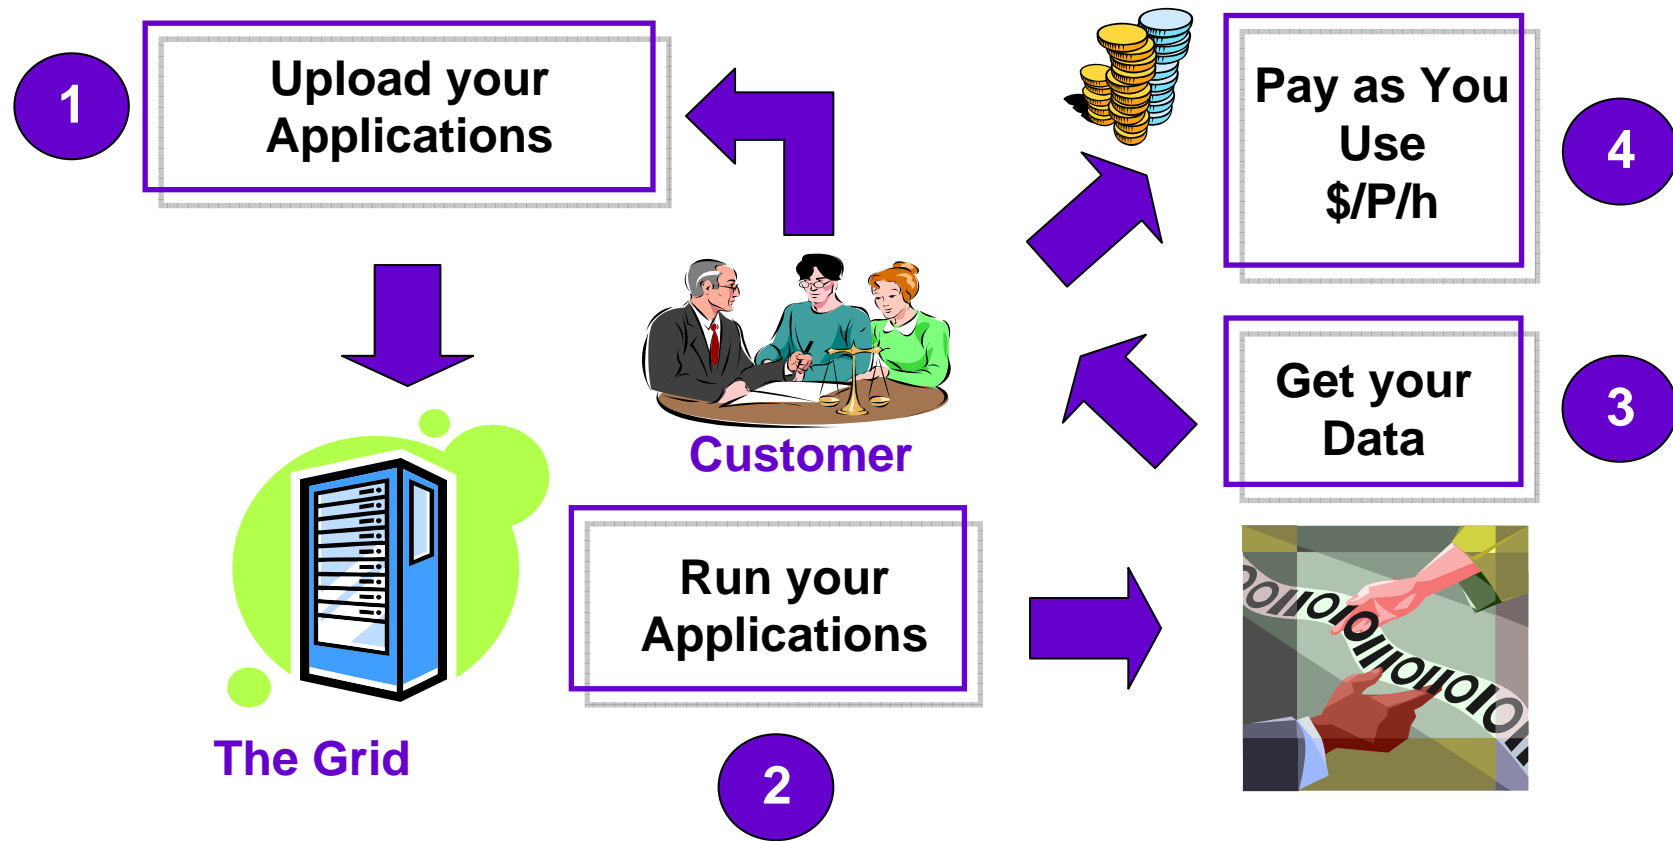 1
Upload your
Applications
Pay as You
Use
$/P/h
4
Get your
Data
3
Customer
Run your
Applications
The Grid
2